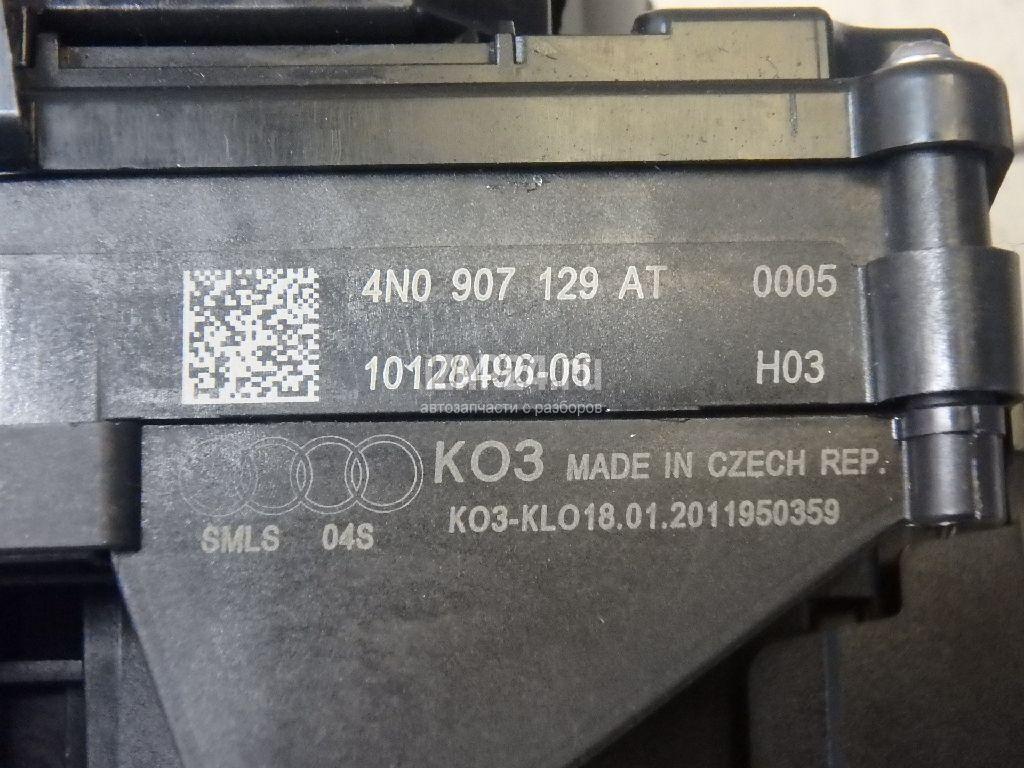 4N0 907 129 AT 0005
10128496-06 H03
автозапчасти с разборов
KO3 MADE IN CZECH REP.
KO3-KLO18.01.2011950359
SMLS 04S